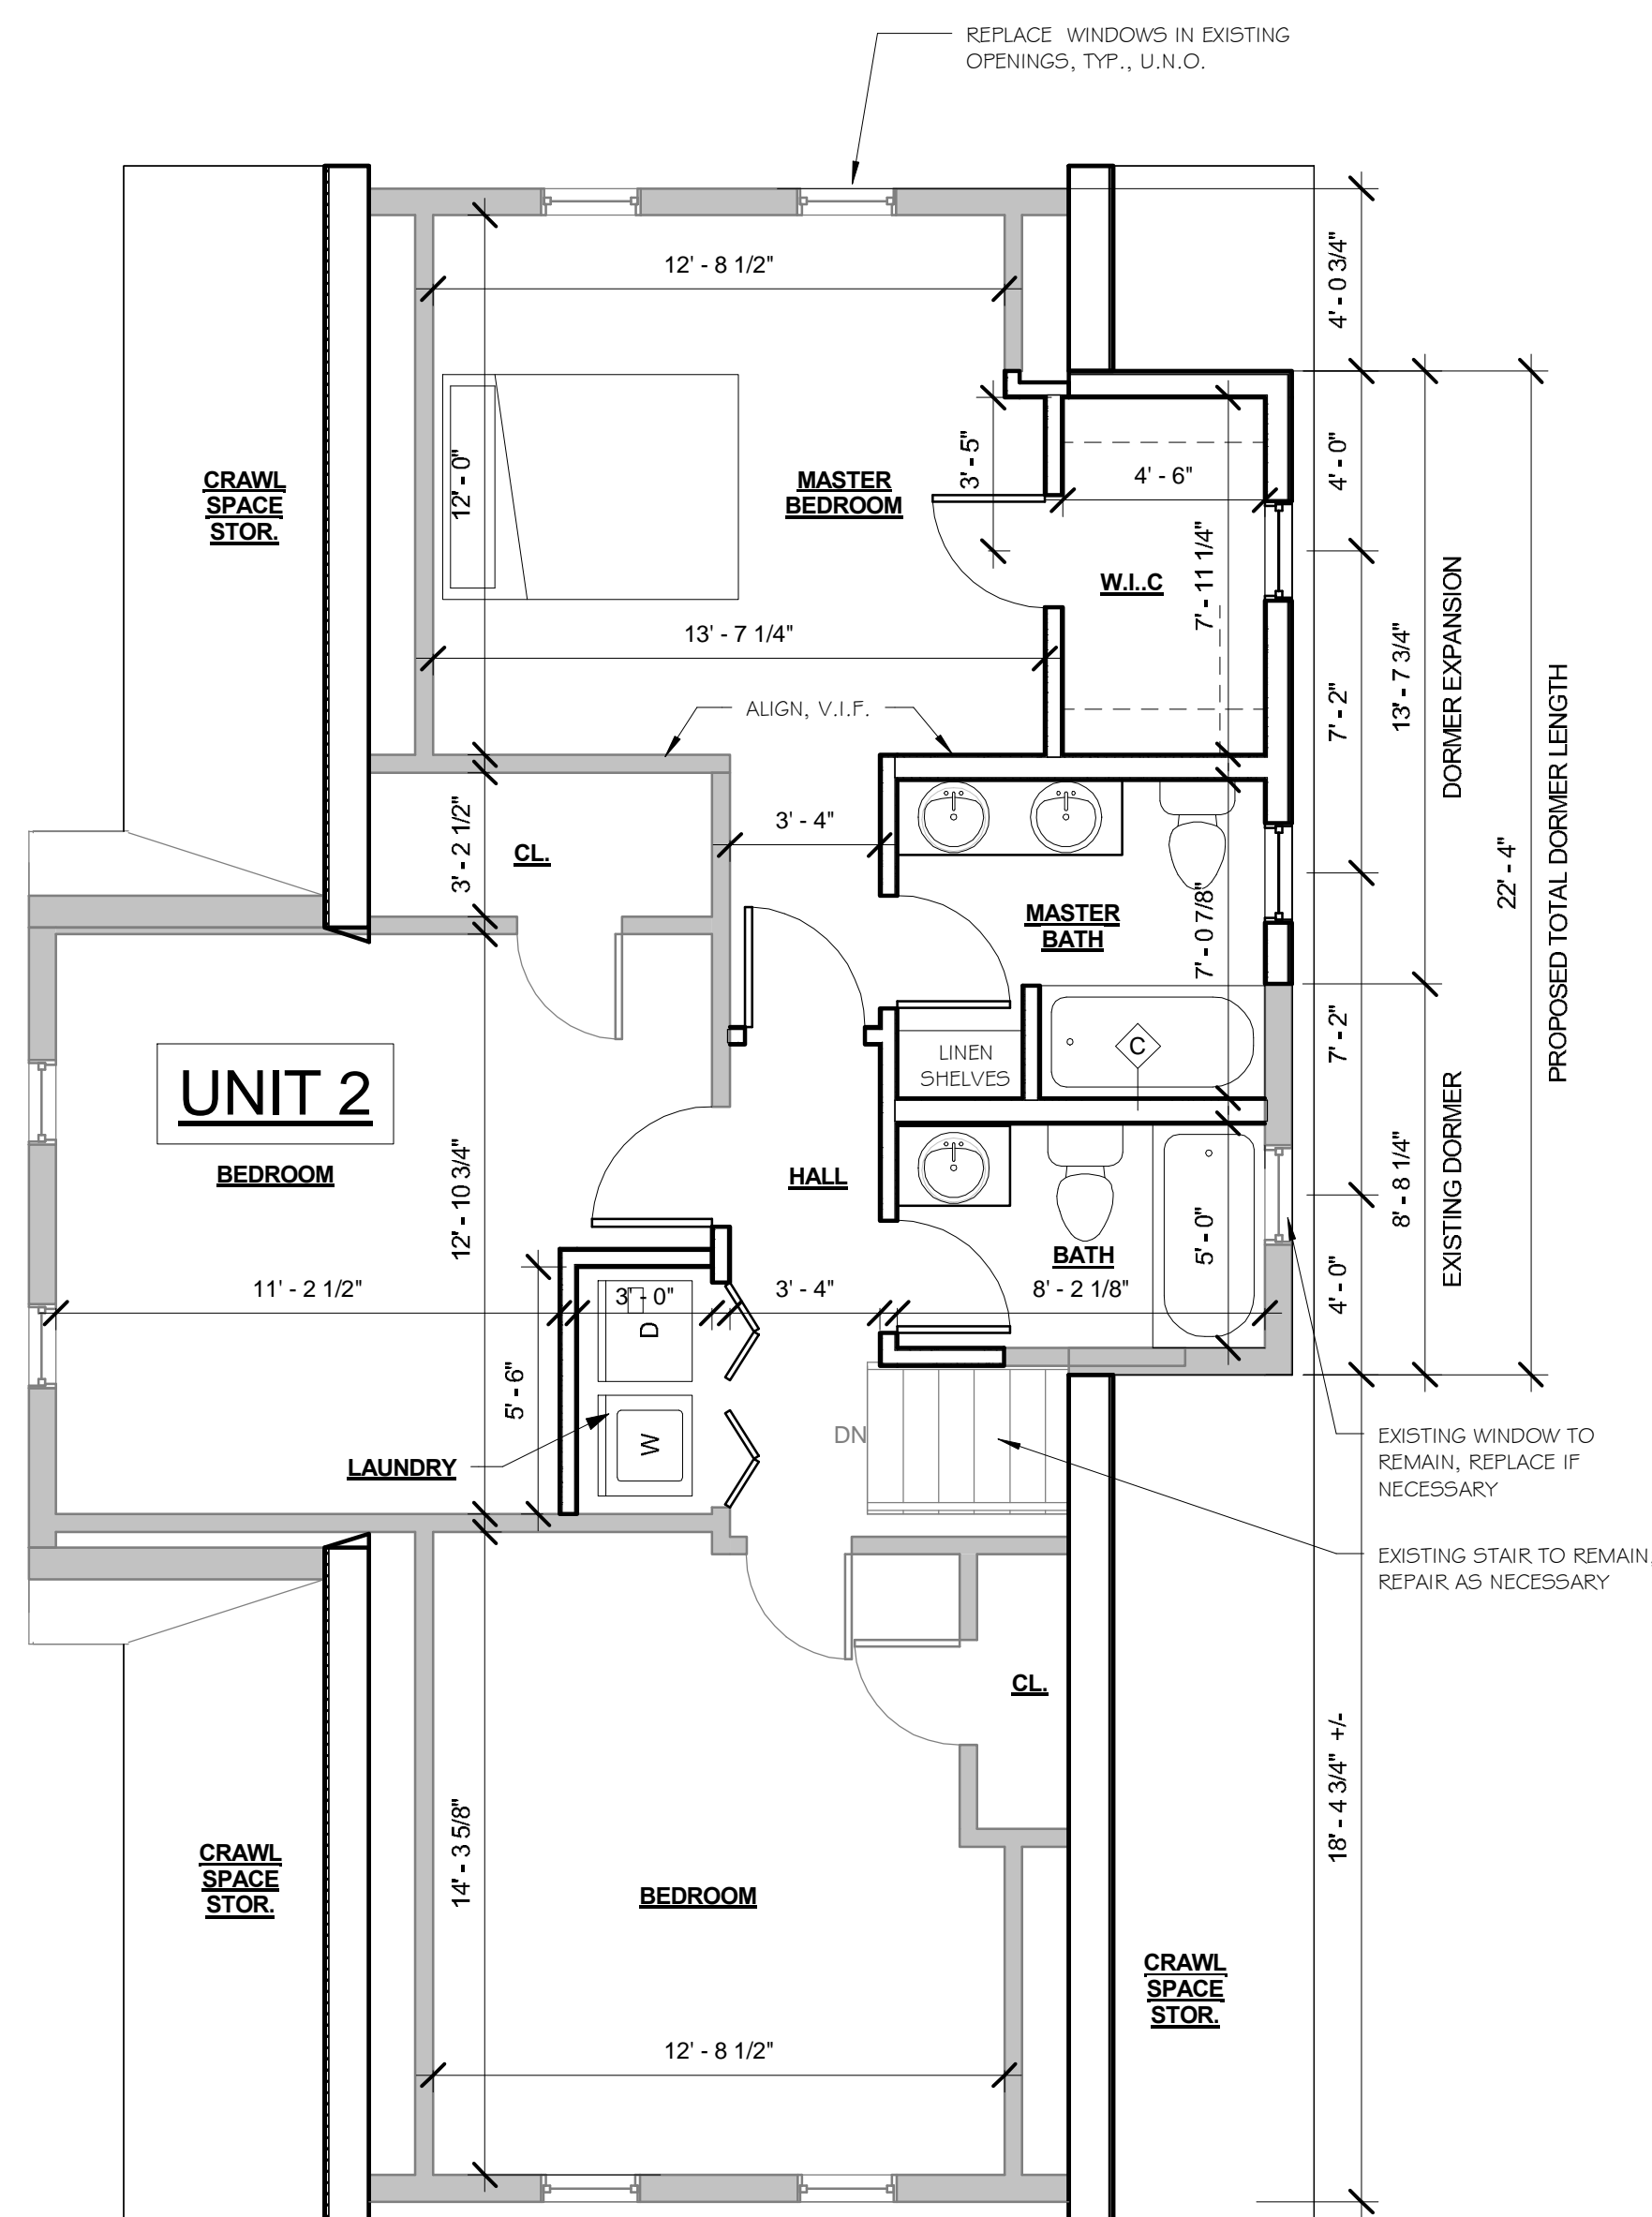 REPLACE WINDOWS IN EXISTING
OPENINGS, TYP., U.N.O.
12' - 8 1/2"
4' - 0 3/4"
CRAWL
SPACE
STOR.
12' - 0"
MASTER
BEDROOM
3' - 5"
4' - 6"
4' - 0"
W.I..C
7' - 11 1/4"
13' - 7 1/4"
ALIGN, V.I.F.
7' - 2"
13' - 7 3/4"
DORMER EXPANSION
22' - 4"
PROPOSED TOTAL DORMER LENGTH
3' - 2 1/2"
CL.
3' - 4"
MASTER
BATH
7' - 0 7/8"
LINEN
SHELVES
C
7' - 2"
UNIT 2
BEDROOM
12' - 10 3/4"
HALL
BATH
5' - 0"
8' - 8 1/4"
EXISTING DORMER
11' - 2 1/2"
3' - 0"
D
3' - 4"
8' - 2 1/8"
4' - 0"
5' - 6"
W
LAUNDRY
DN
EXISTING WINDOW TO
REMAIN, REPLACE IF
NECESSARY
EXISTING STAIR TO REMAIN,
REPAIR AS NECESSARY
CL.
18' - 4 3/4" +/-
CRAWL
SPACE
STOR.
14' - 3 5/8"
BEDROOM
CRAWL
SPACE
STOR.
12' - 8 1/2"